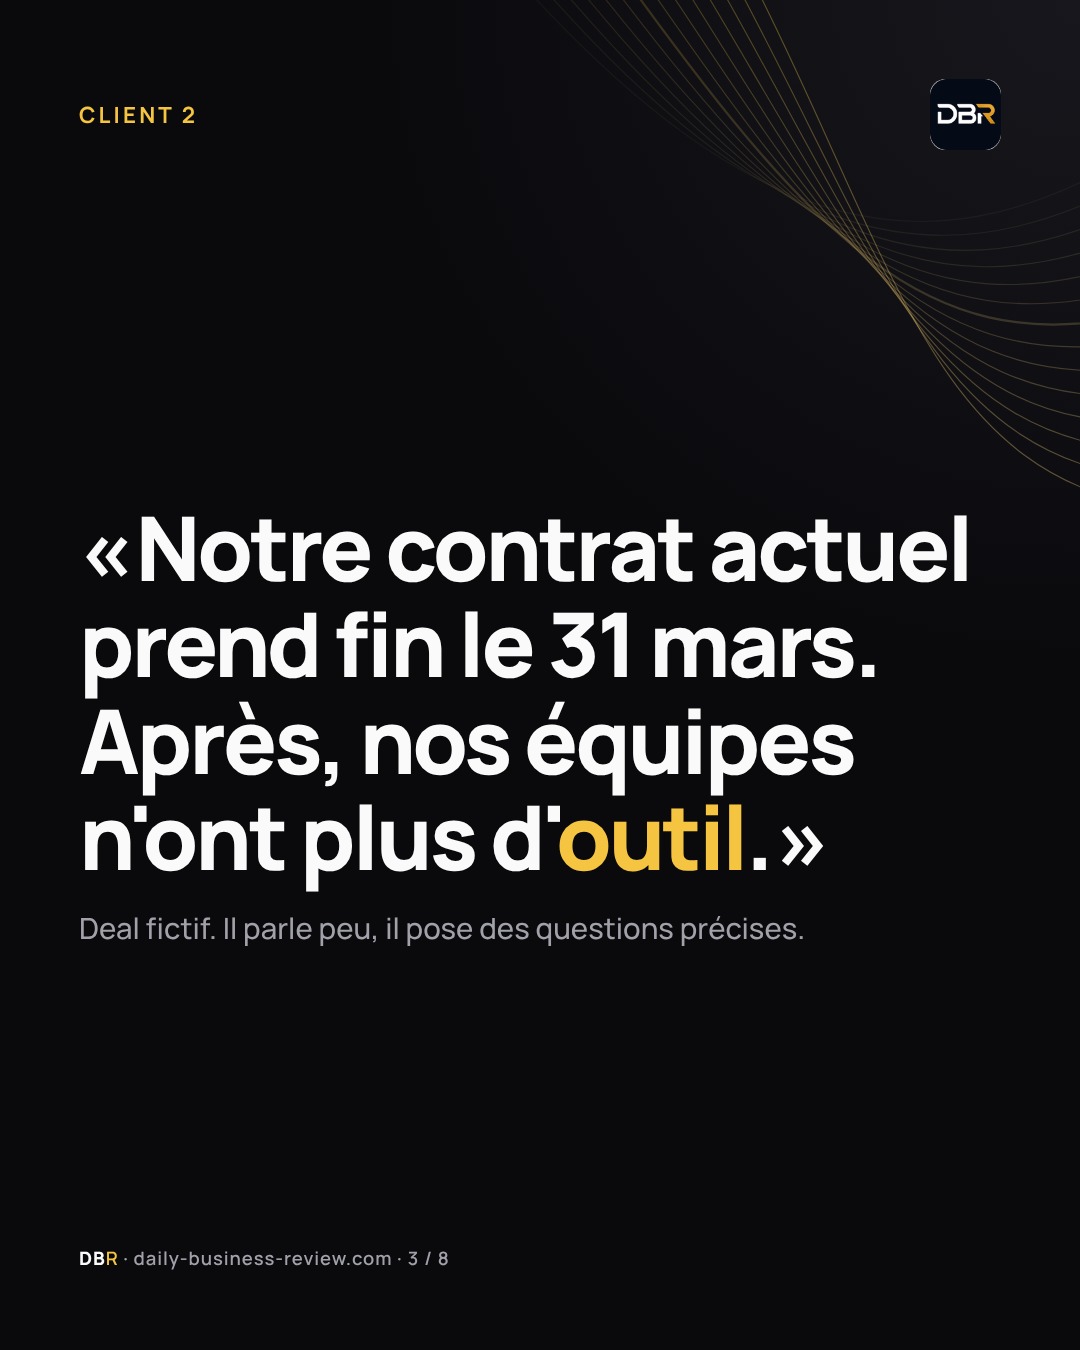 CLIENT 2
DBR
« Notre contrat actuel
prend fin le 31 mars.
Après, nos équipes
n'ont plus d'outil. »
Deal fictif. Il parle peu, il pose des questions précises.
DBR · daily-business-review.com · 3 / 8